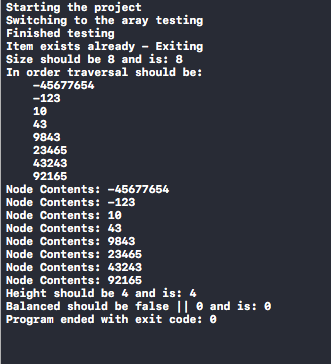 Starting the project
Switching to the aray testing
Finished testing
Item exists already - Exiting
Size should be 8 and is: 8
In order traversal should be:
-45677654
-123
10
43
9843
23465
43243
92165
Node Contents: -45677654
Node Contents: -123
Node Contents: 10
Node Contents: 43
Node Contents: 9843
Node Contents: 23465
Node Contents: 43243
Node Contents: 92165
Height should be 4 and is: 4
Balanced should be false || 0 and is: 0
Program ended with exit code: 0